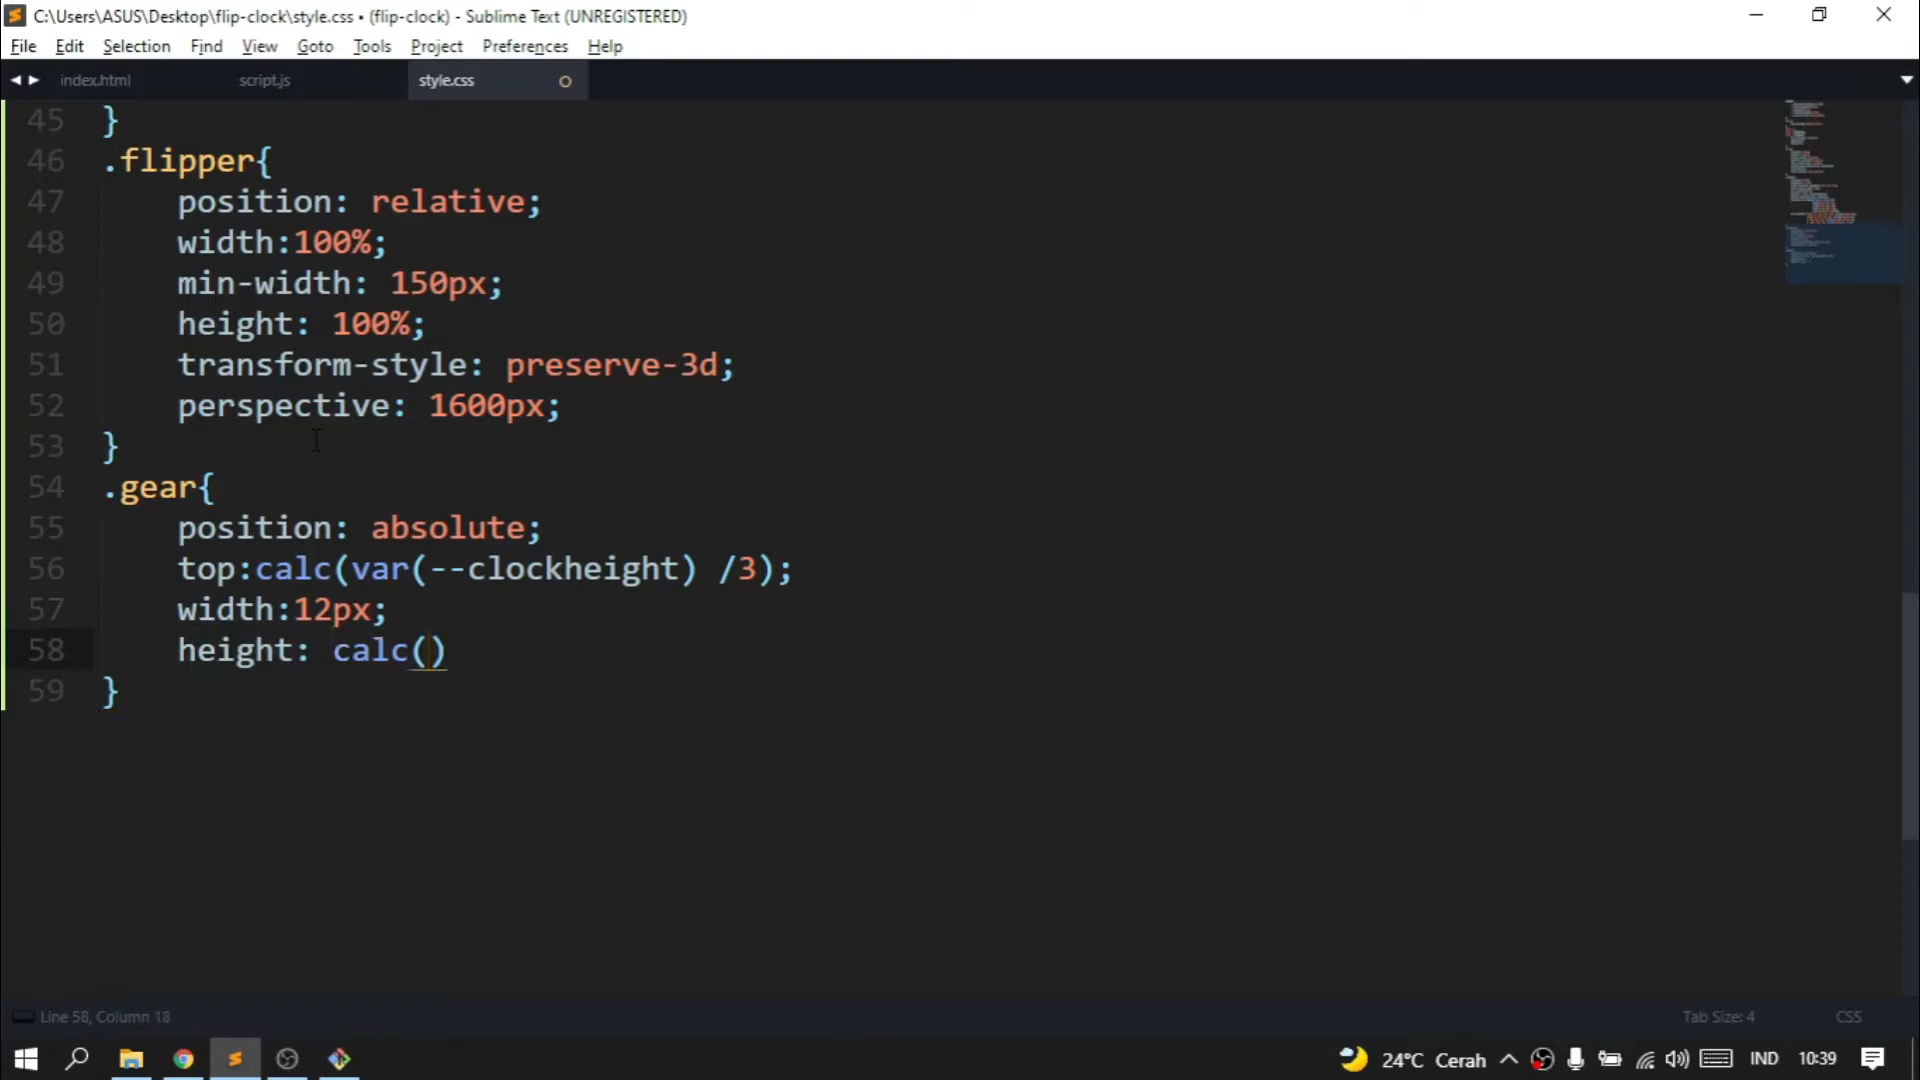 C:\Users\ASUS\Desktop\flip-clock\style.css • (flip-clock) - Sublime Text (UNREGISTERED)
File Edit Selection Find View Goto Tools Project Preferences Help
index.html script.js style.css
45 }
46 .flipper{
47 position: relative;
48 width:100%;
49 min-width: 150px;
50 height: 100%;
51 transform-style: preserve-3d;
52 perspective: 1600px;
53 }
54 .gear{
55 position: absolute;
56 top:calc(var(--clockheight) /3);
57 width:12px;
58 height: calc()
59 }
Line 58, Column 18 Tab Size: 4 CSS
24°C Cerah IND 10:39